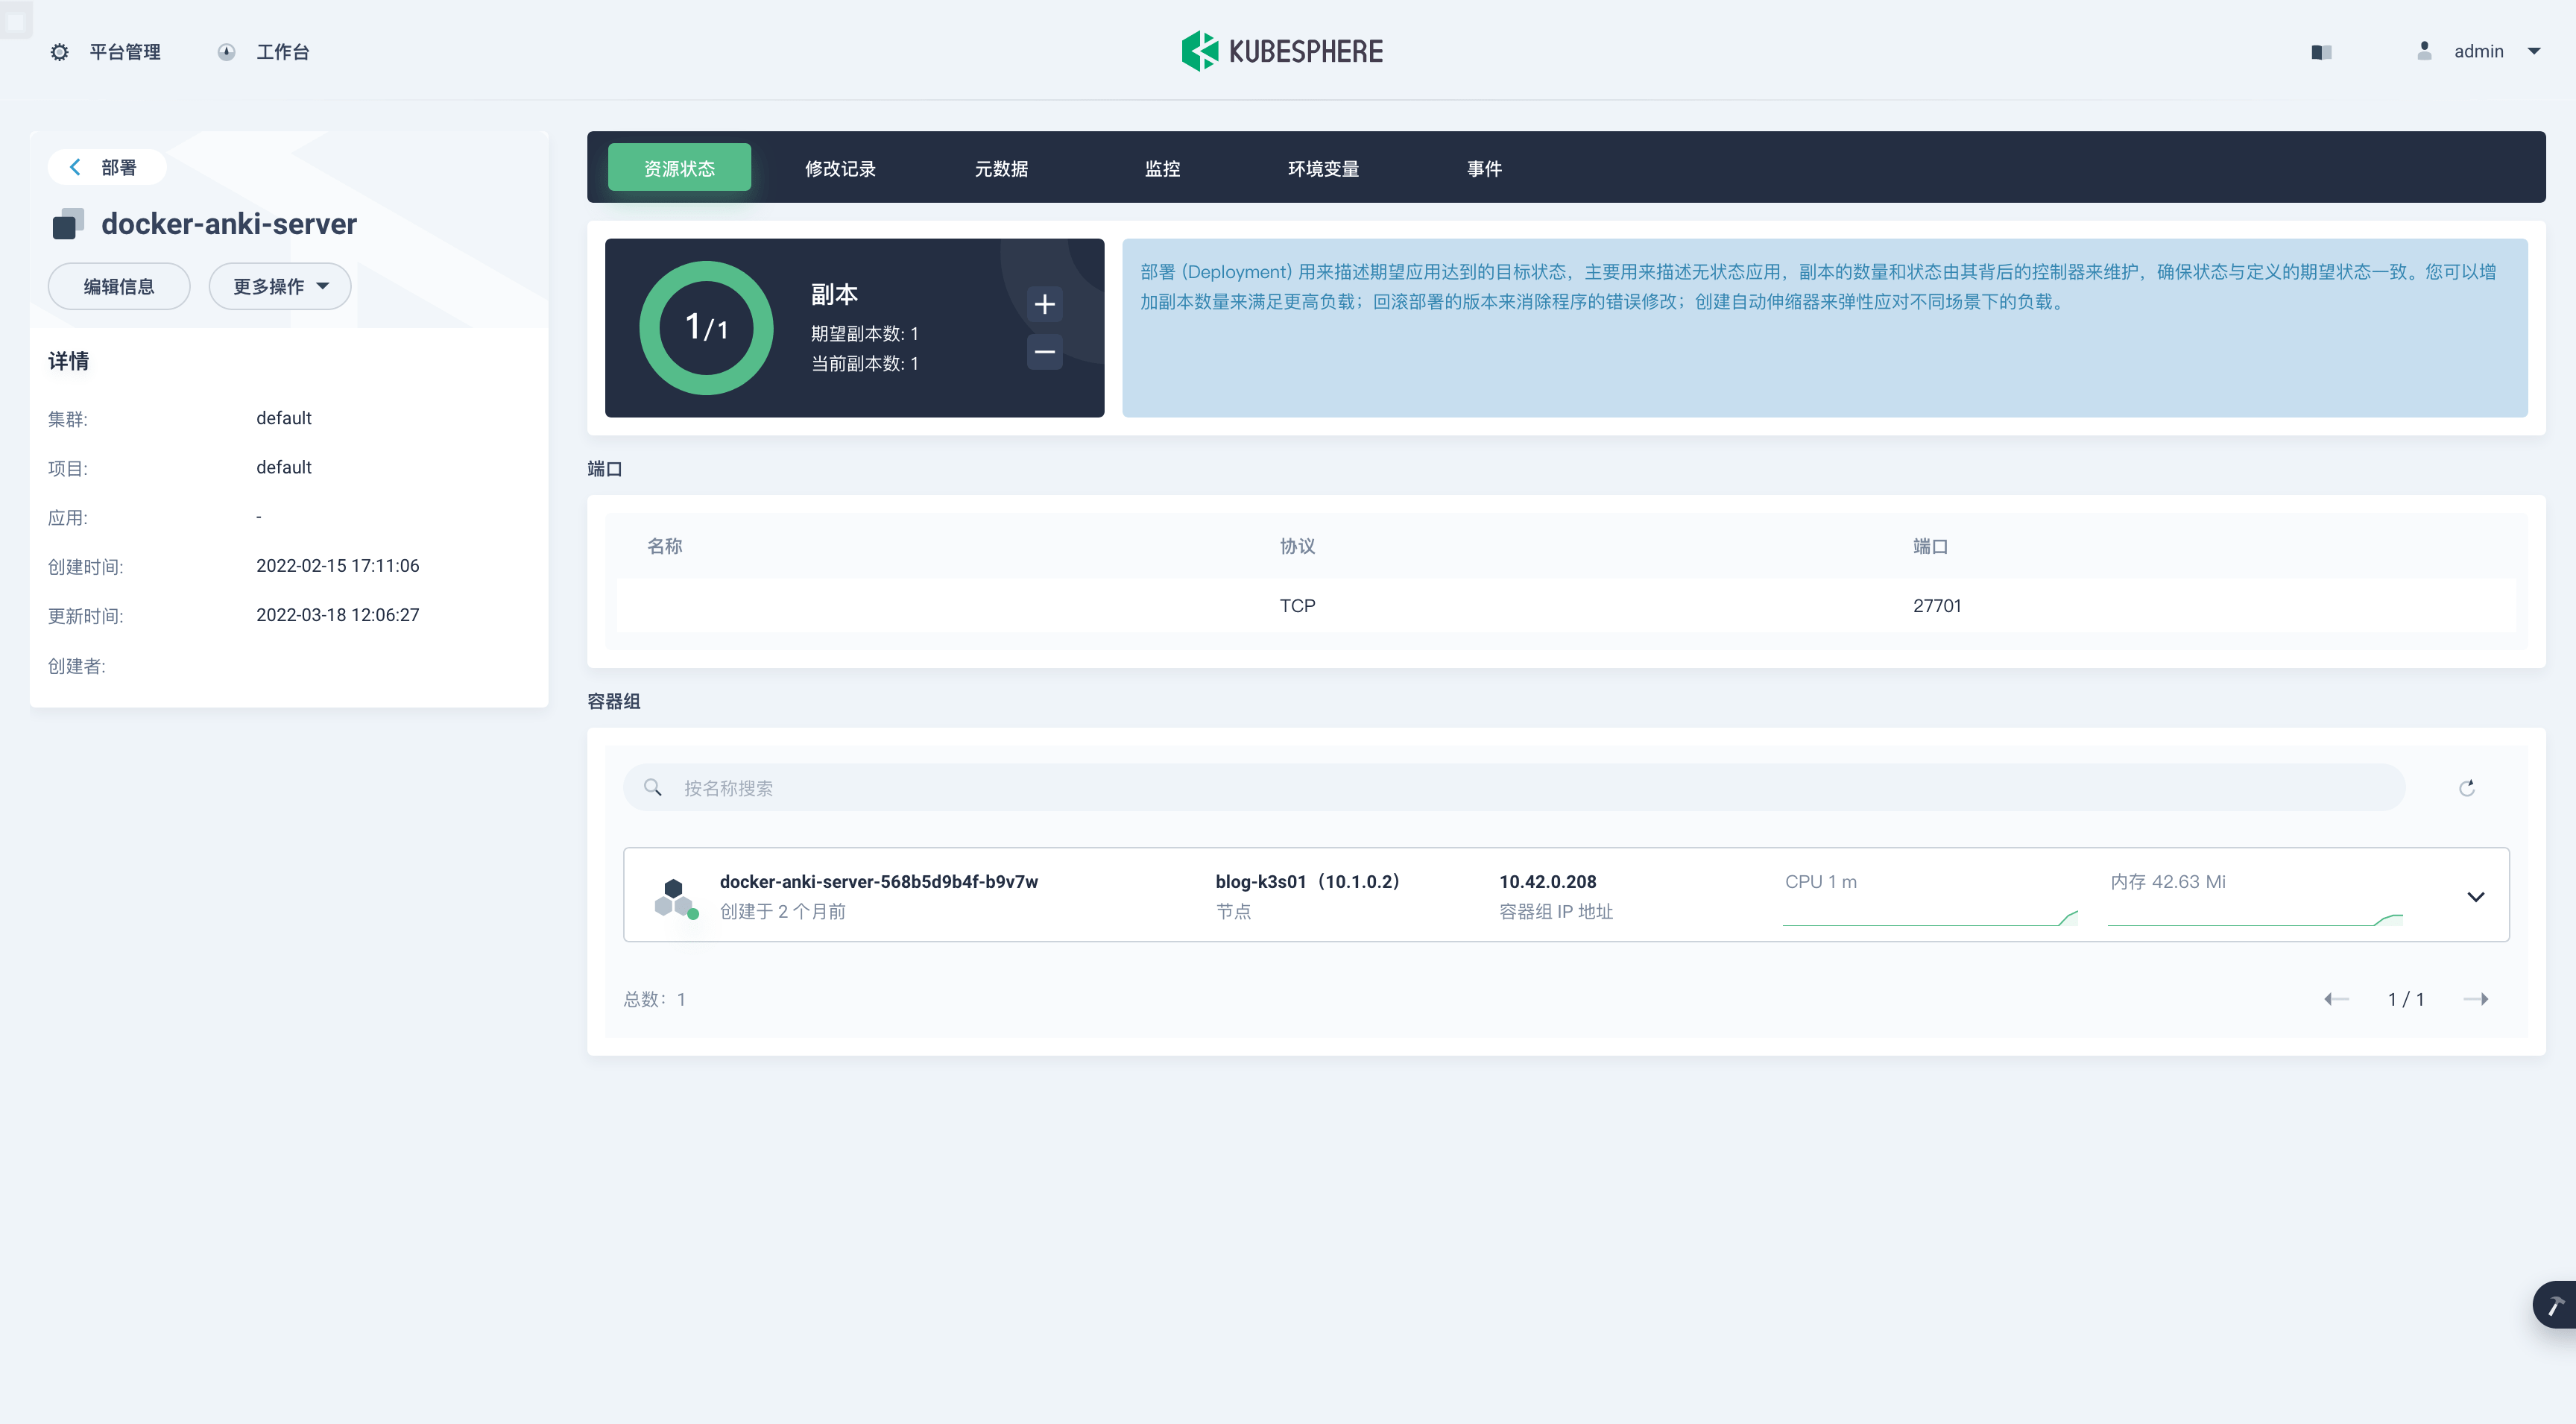 平台管理
工作台
KUBESPHERE
admin
部署
docker-anki-server
编辑信息
更多操作
详情
集群:
default
项目:
default
应用:
-
创建时间:
2022-02-15 17:11:06
更新时间:
2022-03-18 12:06:27
创建者:
资源状态
修改记录
元数据
监控
环境变量
事件
1/1
副本
期望副本数: 1
当前副本数: 1
部署 (Deployment) 用来描述期望应用达到的目标状态，主要用来描述无状态应用，副本的数量和状态由其背后的控制器来维护，确保状态与定义的期望状态一致。您可以增
加副本数量来满足更高负载；回滚部署的版本来消除程序的错误修改；创建自动伸缩器来弹性应对不同场景下的负载。
端口
名称
协议
端口
TCP
27701
容器组
按名称搜索
docker-anki-server-568b5d9b4f-b9v7w
创建于 2 个月前
blog-k3s01（10.1.0.2）
节点
10.42.0.208
容器组 IP 地址
CPU 1 m
内存 42.63 Mi
总数：1
1 / 1